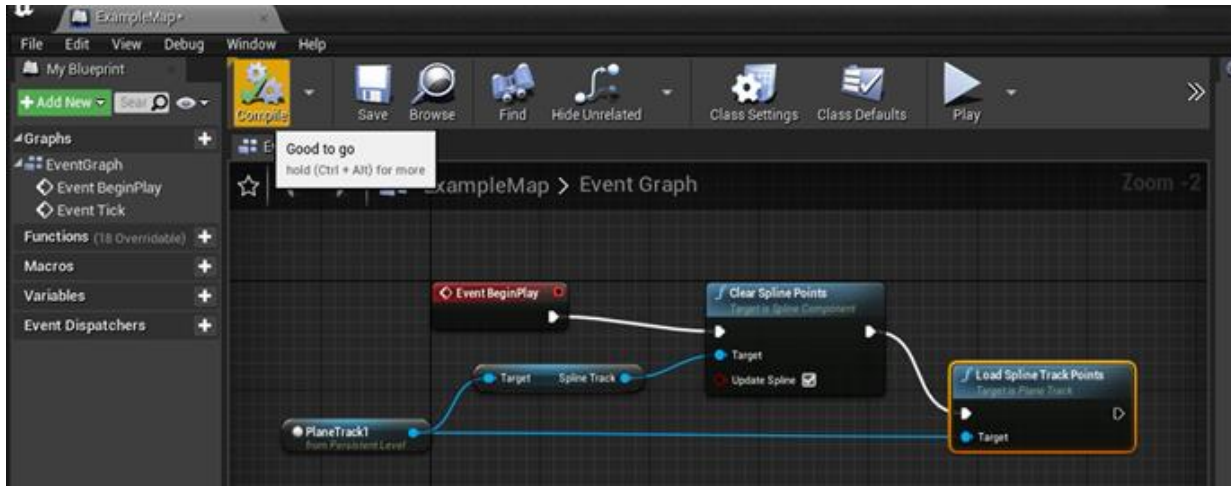 ExampleMap*
File Edit View Debug Window Help
My Blueprint
+ Add New
Sear
Compile
Save
Browse
Find
Hide Unrelated
Class Settings
Class Defaults
Play
Good to go
hold (Ctrl + Alt) for more
Graphs
EventGraph
Event BeginPlay
Event Tick
Functions (18 Overridable)
Macros
Variables
Event Dispatchers
ExampleMap > Event Graph
Zoom -2
Event BeginPlay
Clear Spline Points
Target is Spline Component
Target
Update Spline
Target Spline Track
PlaneTrack1
from Persistent Level
Load Spline Track Points
Target is Plane Track
Target